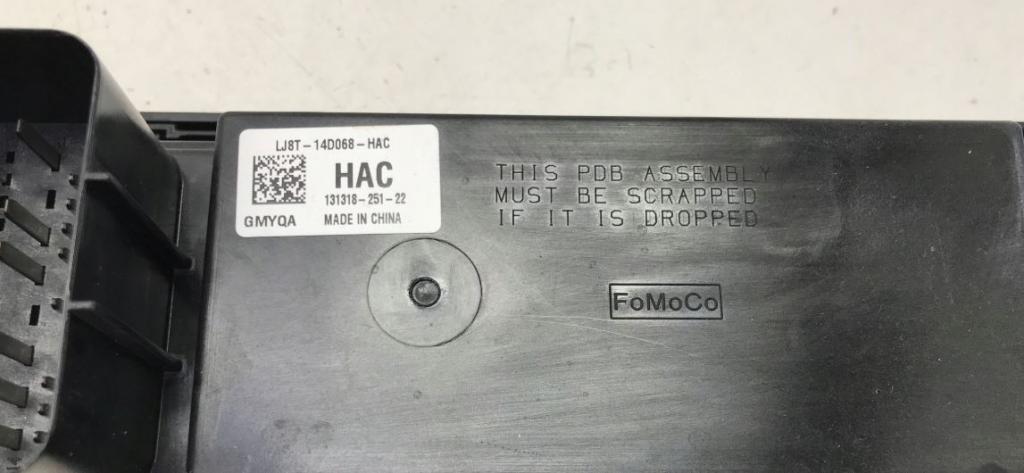 LJ8T-14D068-HAC
HAC
131318-251-22
GMYQA MADE IN CHINA
THIS PDB ASSEMBLY
MUST BE SCRAPPED
IF IT IS DROPPED
FoMoCo